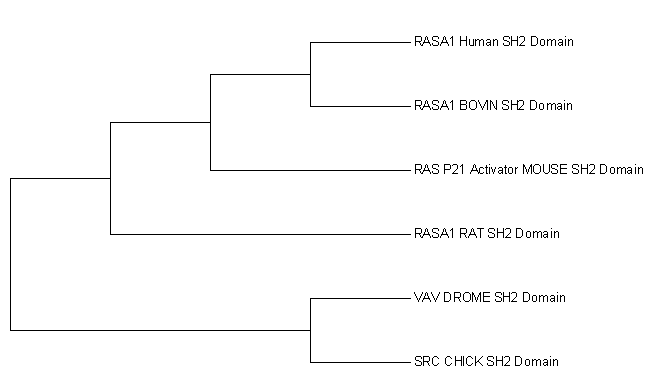 RASA1 Human SH2 Domain
RASA1 BOVIN SH2 Domain
RAS P21 Activator MOUSE SH2 Domain
RASA1 RAT SH2 Domain
VAV DROME SH2 Domain
SRC CHICK SH2 Domain